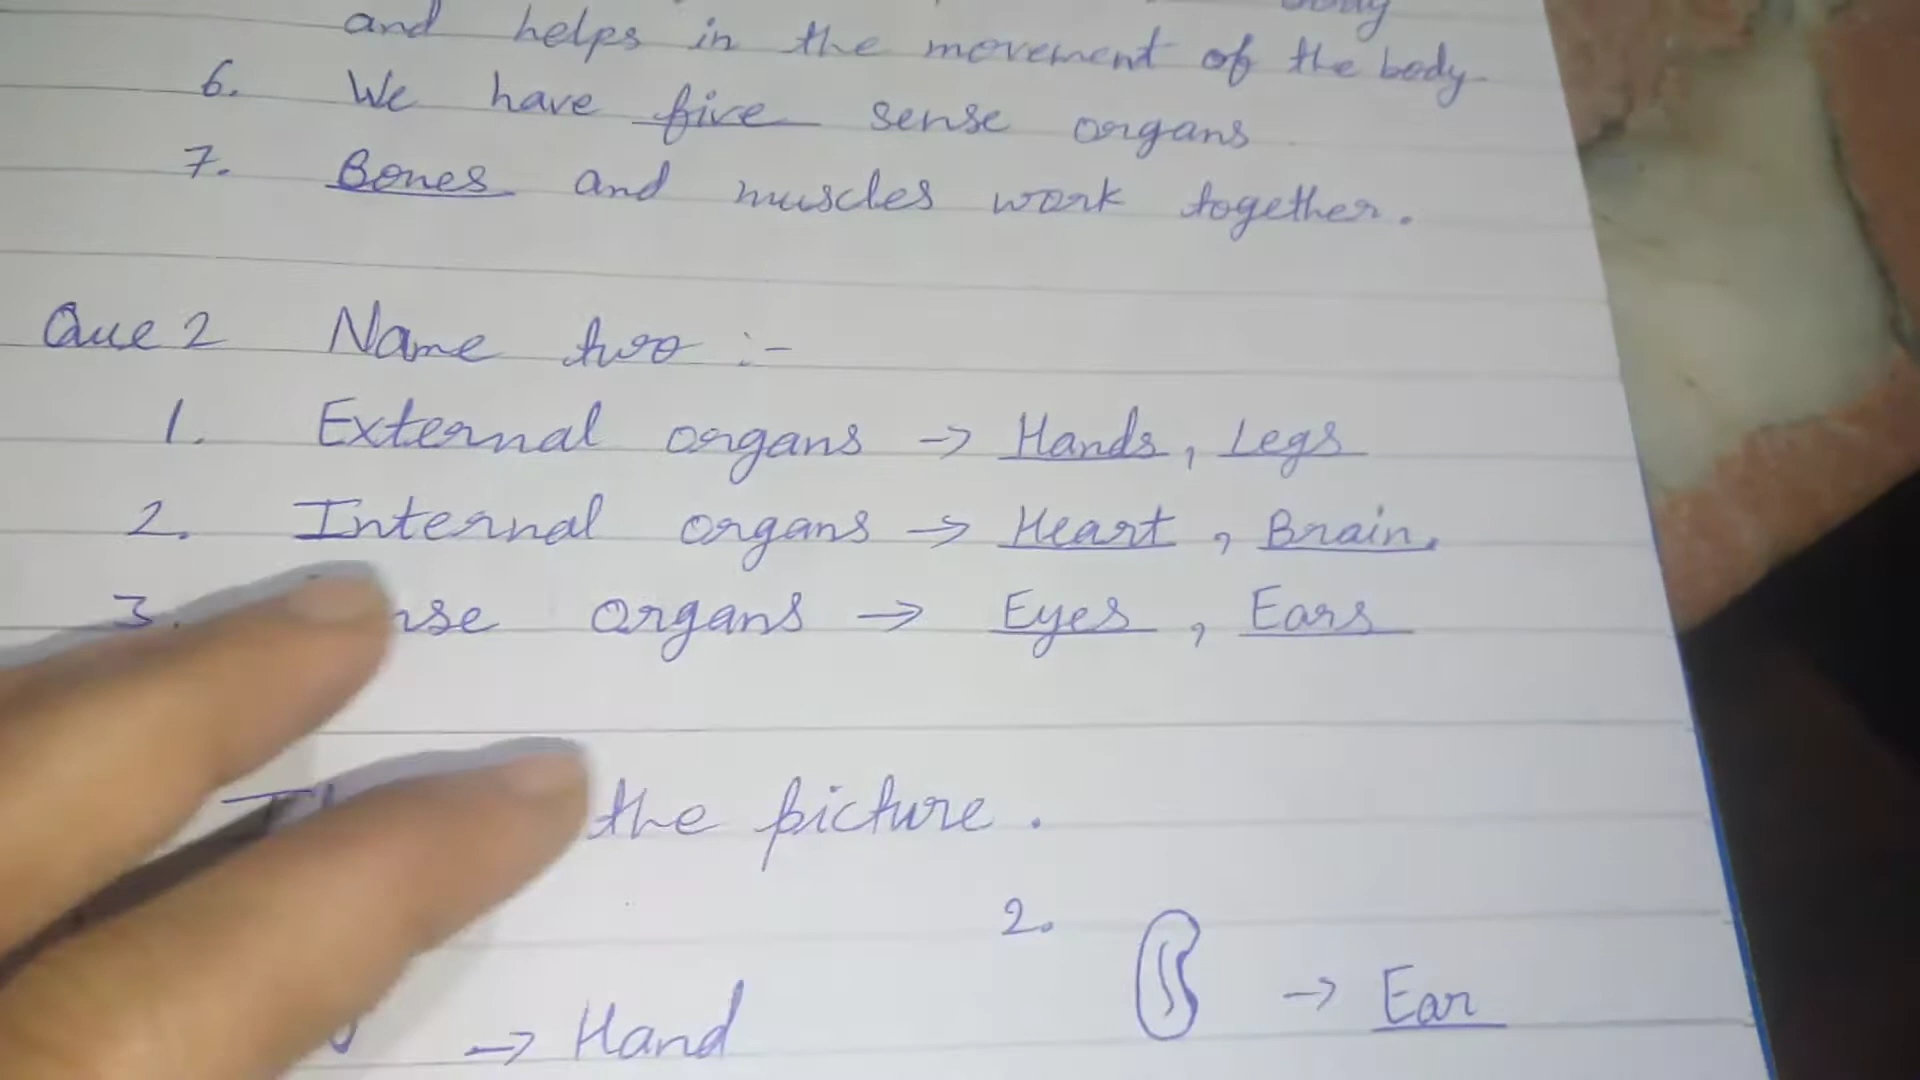 body
and helps in the movement of the body
6. We have five sense organs
7. Bones and muscles work together.
Que 2 Name two :-
1. External organs → Hands, Legs
2. Internal organs → Heart, Brain.
3. organs → Eyes, Ears
the picture.
2.
→ Hand → Ear